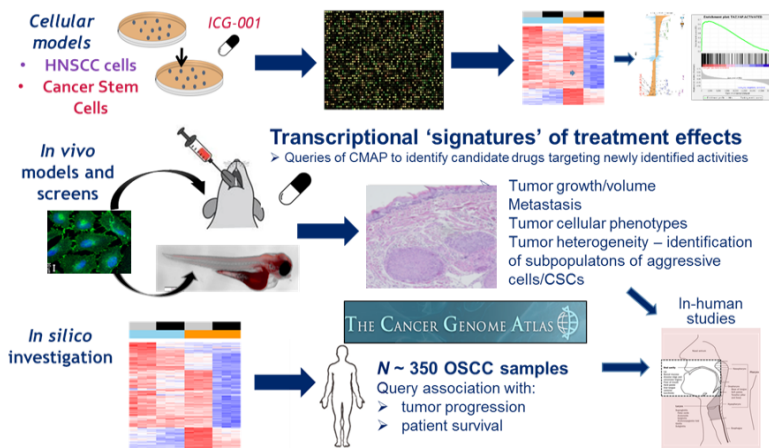 Cellular
models
• HNSCC cells
• Cancer Stem
Cells
ICG-001
Transcriptional ‘signatures’ of treatment effects
➢ Queries of CMAP to identify candidate drugs targeting newly identified activities
In vivo
models and
screens
Tumor growth/volume
Metastasis
Tumor cellular phenotypes
Tumor heterogeneity – identification
of subpopulatons of aggressive
cells/CSCs
In-human
studies
In silico
investigation
THE CANCER GENOME ATLAS
N ~ 350 OSCC samples
Query association with:
➢ tumor progression
➢ patient survival